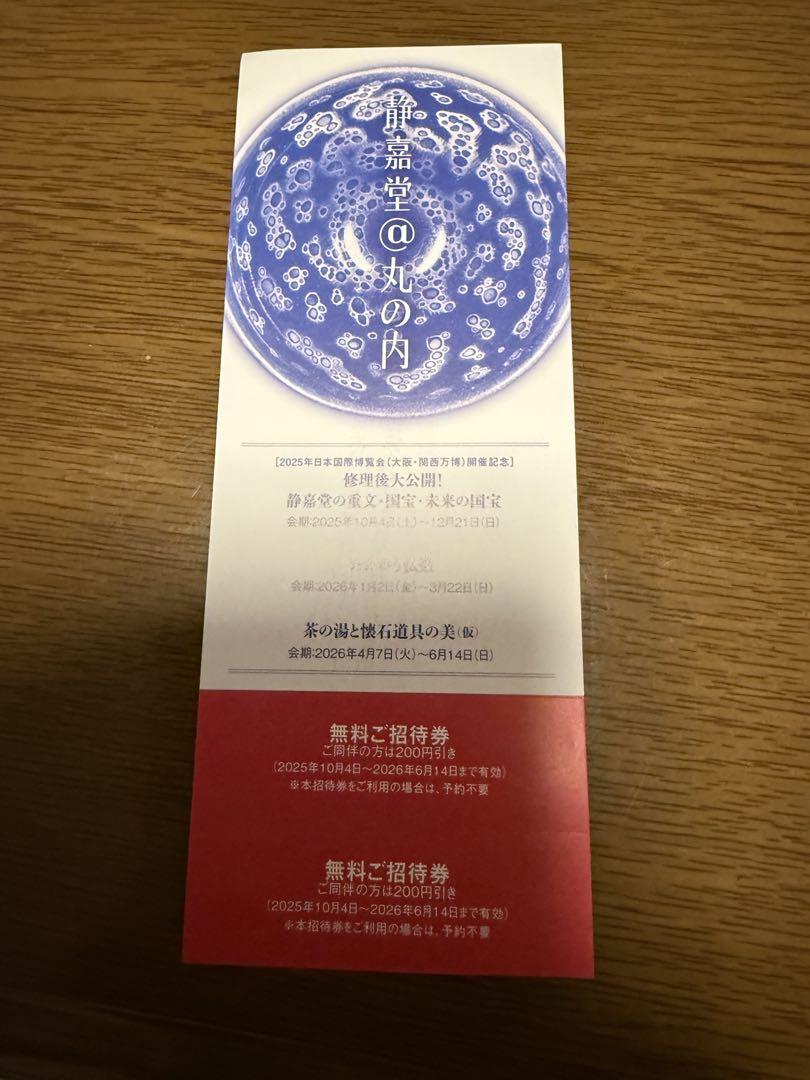 静嘉堂@丸の内
[2025年日本国際博覧会(大阪・関西万博)開催記念]
修理後大公開!
静嘉堂の重文・国宝・未来の国宝
会期:2025年10月4日(土)〜12月21日(日)
会期:2026年1月2日(金)〜3月22日(日)
茶の湯と懐石道具の美(仮)
会期:2026年4月7日(火)〜6月14日(日)
無料ご招待券
ご同伴の方は200円引き
(2025年10月4日〜2026年6月14日まで有効)
※本招待券をご利用の場合は、予約不要
無料ご招待券
ご同伴の方は200円引き
(2025年10月4日〜2026年6月14日まで有効)
※本招待券をご利用の場合は、予約不要